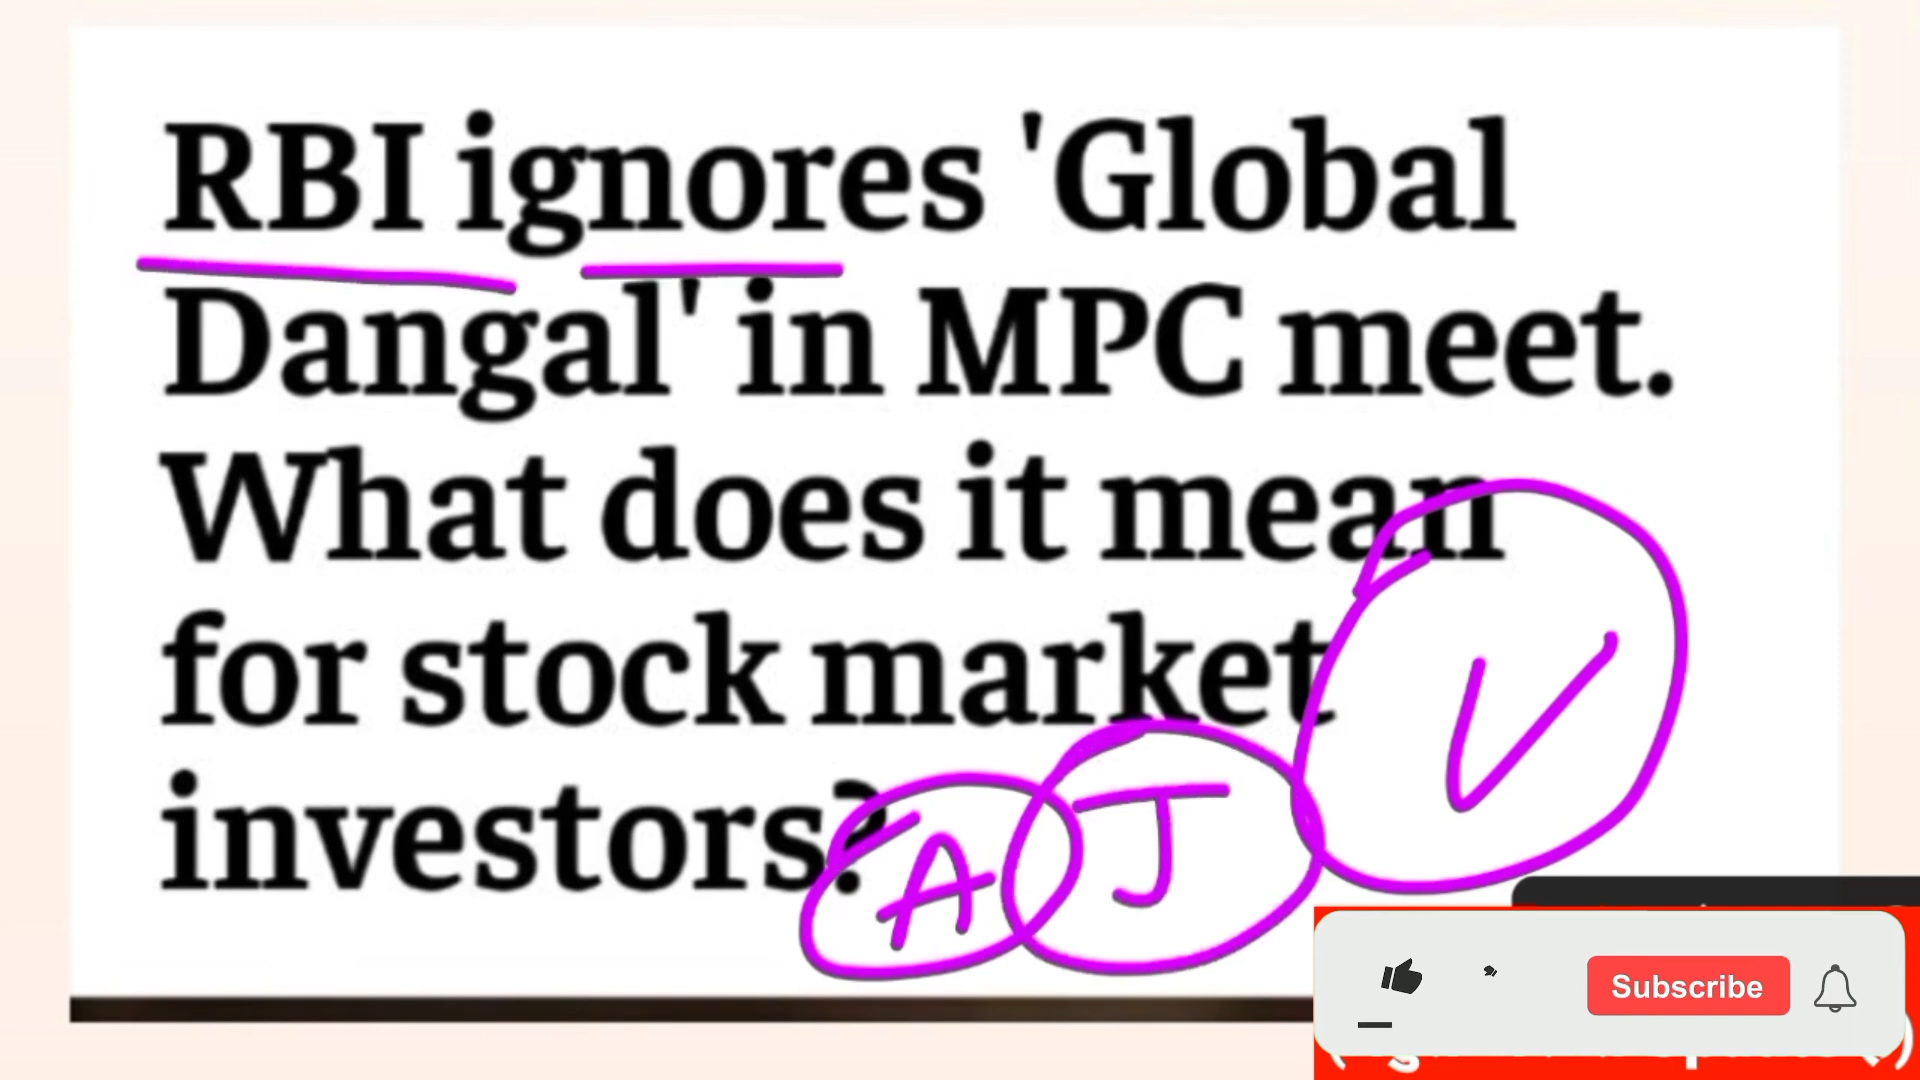 RBI ignores 'Global
Dangal' in MPC meet.
What does it mean
for stock market
investors?
A J V
Subscribe